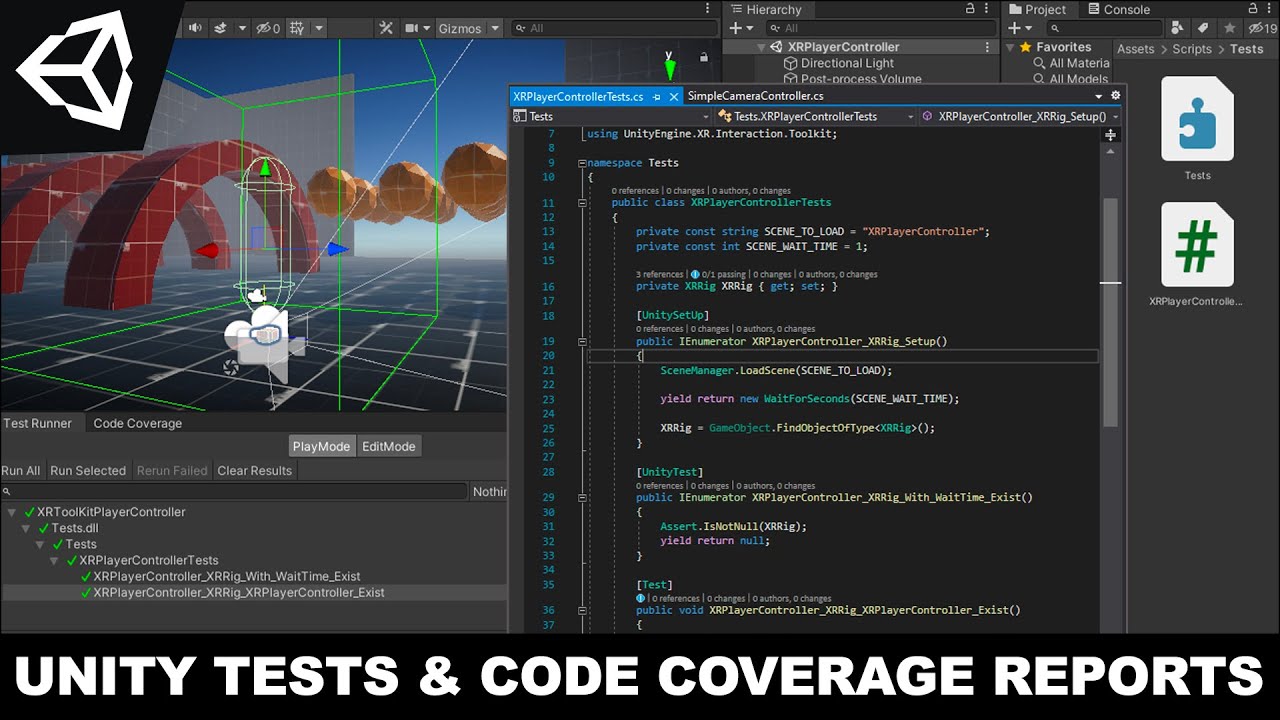 Gizmos
All
Hierarchy
All
XRPlayerController
Directional Light
Post-process Volume
Project
Console
19
Favorites
All Materia
All Models
Assets > Scripts > Tests
Tests
XRPlayerControlle...
XRPlayerControllerTests.cs
SimpleCameraController.cs
Tests
Tests.XRPlayerControllerTests
XRPlayerController_XRRig_Setup()
7 using UnityEngine.XR.Interaction.Toolkit;
8
9 namespace Tests
10 {
0 references | 0 changes | 0 authors, 0 changes
11 public class XRPlayerControllerTests
12 {
13 private const string SCENE_TO_LOAD = "XRPlayerController";
14 private const int SCENE_WAIT_TIME = 1;
15
3 references | 0/1 passing | 0 changes | 0 authors, 0 changes
16 private XRRig XRRig { get; set; }
17
18 [UnitySetUp]
0 references | 0 changes | 0 authors, 0 changes
19 public IEnumerator XRPlayerController_XRRig_Setup()
20 {
21 SceneManager.LoadScene(SCENE_TO_LOAD);
22
23 yield return new WaitForSeconds(SCENE_WAIT_TIME);
24
25 XRRig = GameObject.FindObjectOfType<XRRig>();
26 }
27
28 [UnityTest]
0 references | 0 changes | 0 authors, 0 changes
29 public IEnumerator XRPlayerController_XRRig_With_WaitTime_Exist()
30 {
31 Assert.IsNotNull(XRRig);
32 yield return null;
33 }
34
35 [Test]
| 0 references | 0 changes | 0 authors, 0 changes
36 public void XRPlayerController_XRRig_XRPlayerController_Exist()
37 {
0
y
Test Runner
Code Coverage
PlayMode
EditMode
Run All
Run Selected
Rerun Failed
Clear Results
Nothin
XRToolKitPlayerController
Tests.dll
Tests
XRPlayerControllerTests
XRPlayerController_XRRig_With_WaitTime_Exist
XRPlayerController_XRRig_XRPlayerController_Exist
UNITY TESTS & CODE COVERAGE REPORTS